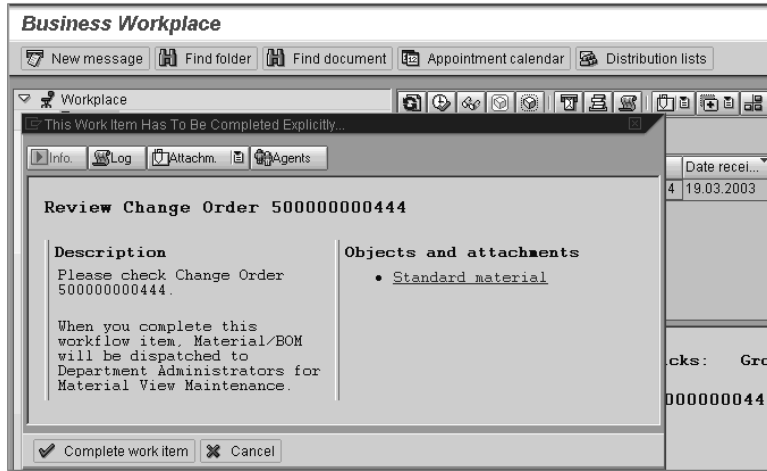 Business Workplace
New message Find folder Find document Appointment calendar Distribution lists
Workplace
This Work Item Has To Be Completed Explicitly...
Info. Log Attachm. Agents
Date recei...
4 19.03.2003
Review Change Order 500000000444
Description
Please check Change Order
500000000444.
When you complete this
workflow item, Material/BOM
will be dispatched to
Department Administrators for
Material View Maintenance.
Objects and attachments
• Standard material
cks: Gro
000000044
Complete work item Cancel